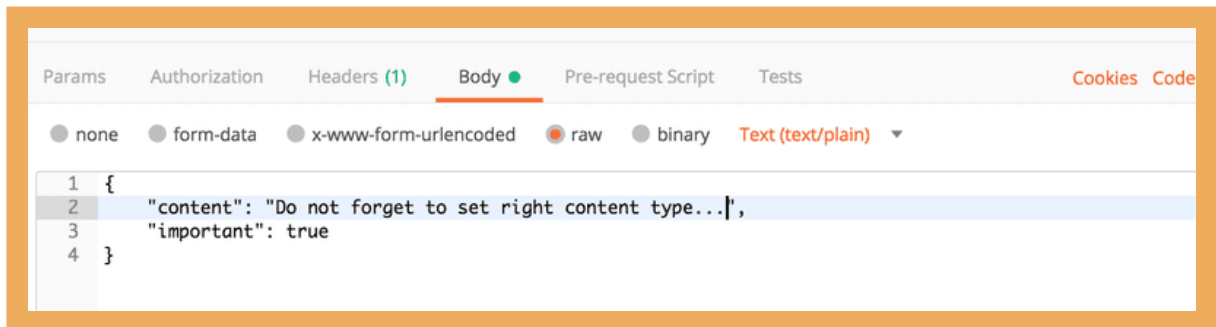 Params Authorization Headers (1) Body Pre-request Script Tests Cookies Code
none form-data x-www-form-urlencoded raw binary Text (text/plain)
1 {
2 "content": "Do not forget to set right content type...",
3 "important": true
4 }